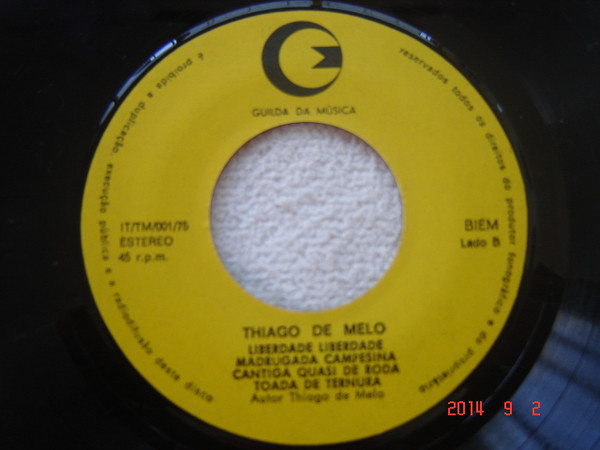 GUILDA DA MÚSICA
reservados todos os direitos do produtor fonográfico e do proprietário
é proibida a duplicação, execução pública e a radiodifusão deste disco
IT/TM/001/75
ESTEREO
45 r.p.m.
BIEM
Lado B
THIAGO DE MELO
LIBERDADE LIBERDADE
MADRUGADA CAMPESINA
CANTIGA QUASI DE RODA
TOADA DE TERNURA
Autor Thiago de Melo
2014 9 2